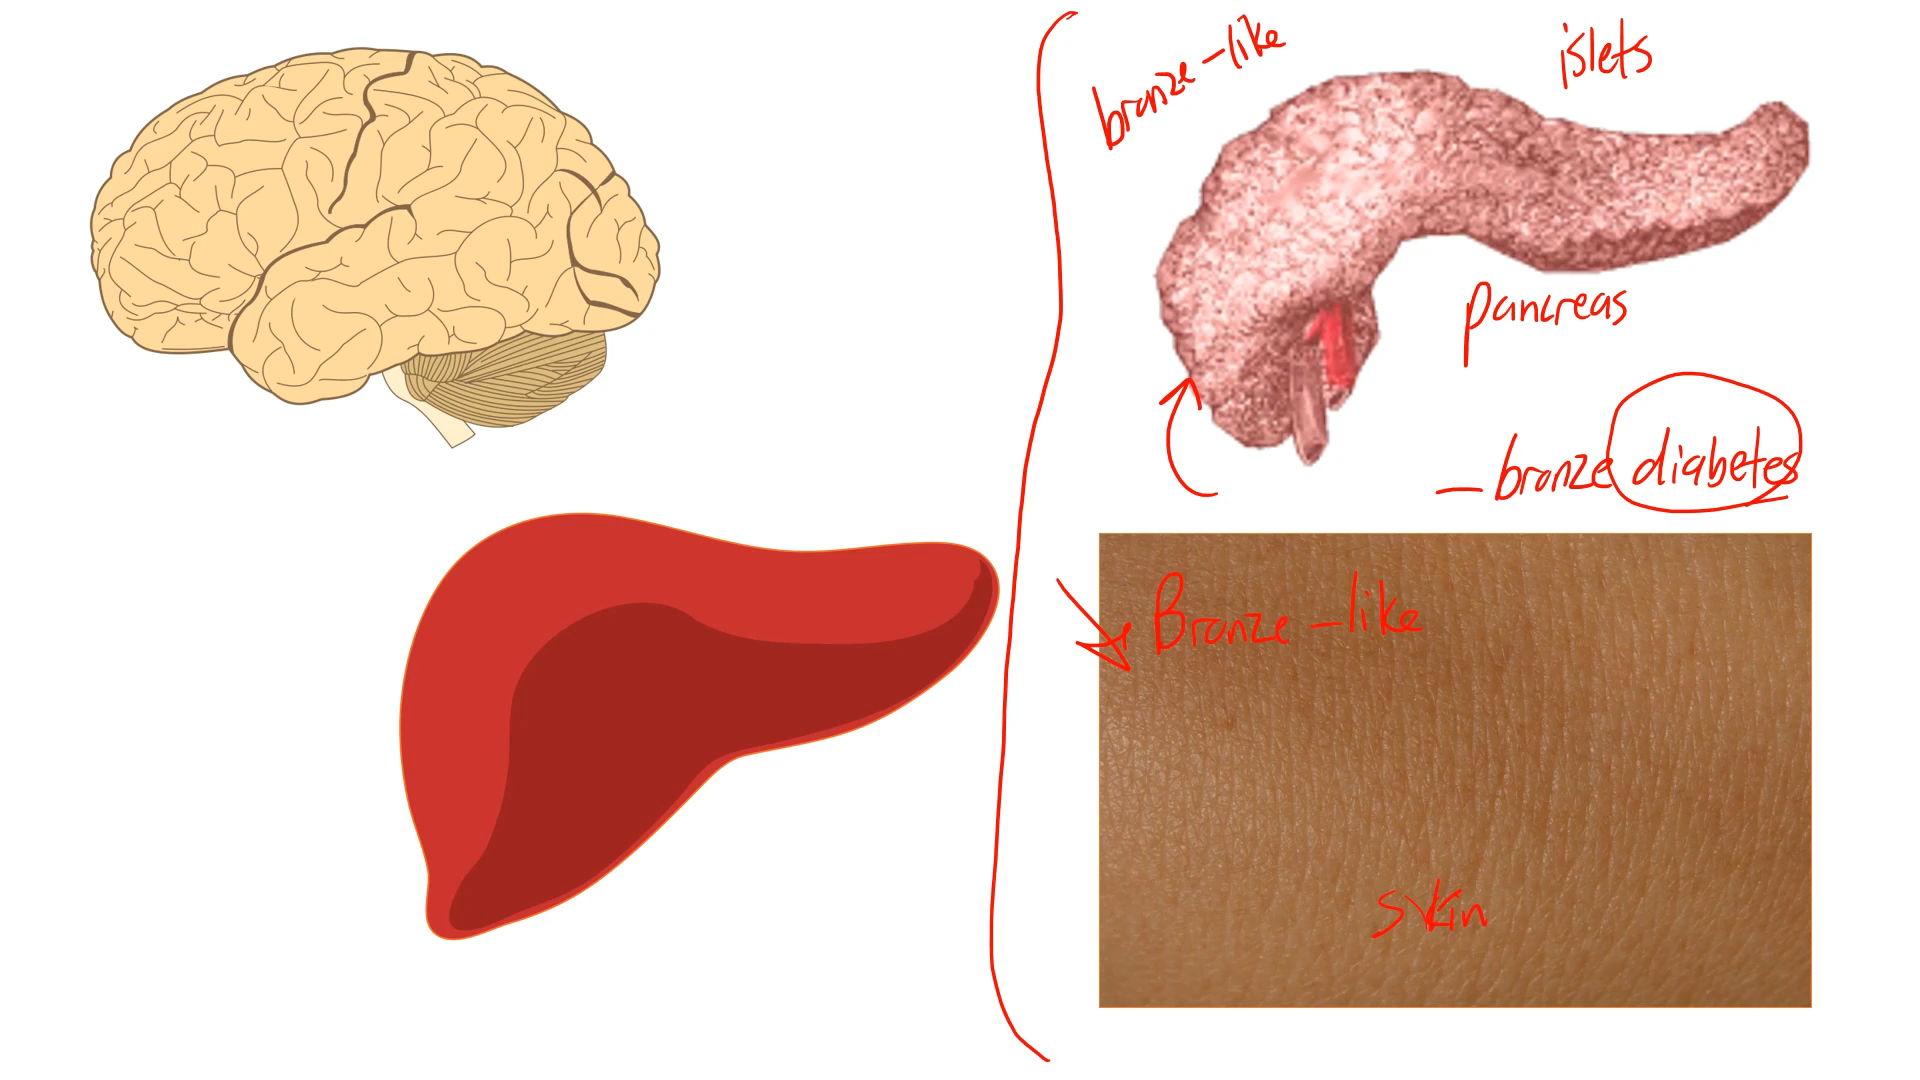 bronze-like
islets
pancreas
- bronze diabetes
Bronze-like
skin